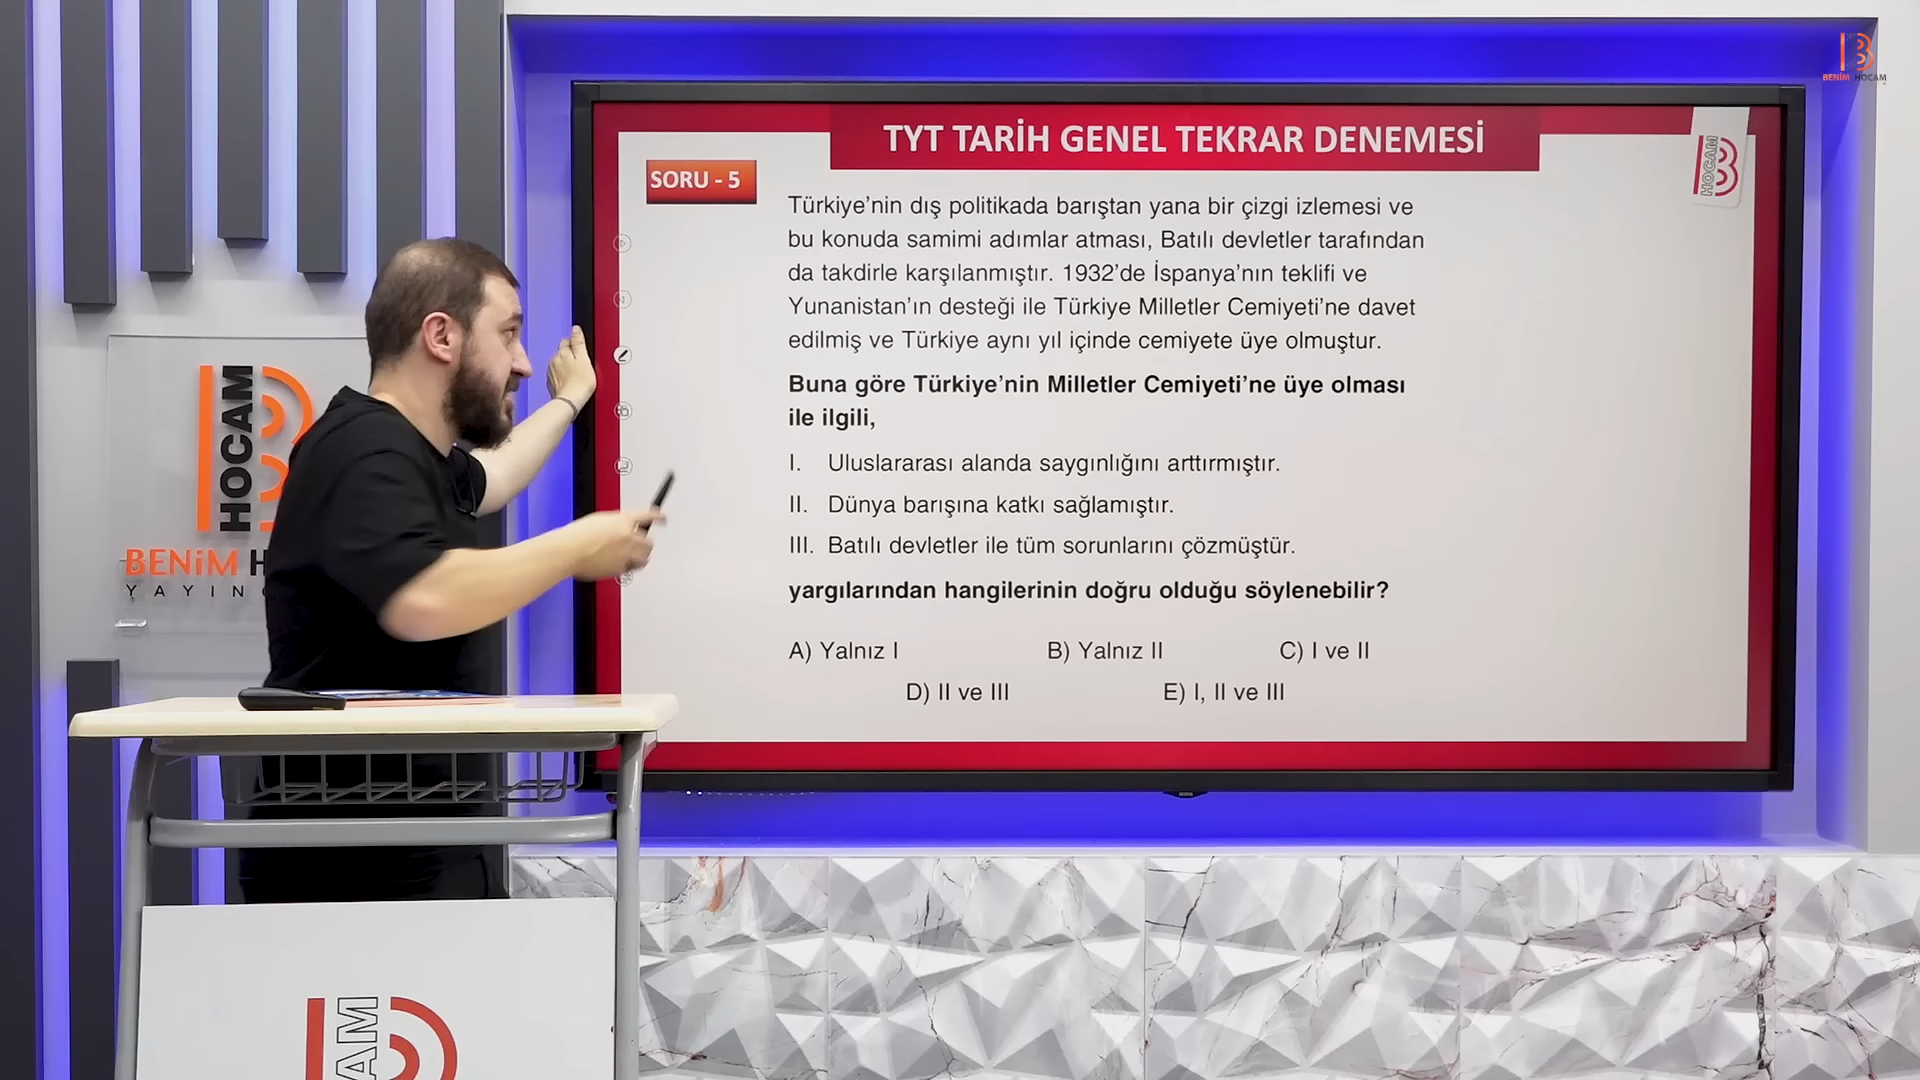 BENİM HOCAM
TYT TARİH GENEL TEKRAR DENEMESİ
HOCAM
SORU - 5
Türkiye’nin dış politikada barıştan yana bir çizgi izlemesi ve
bu konuda samimi adımlar atması, Batılı devletler tarafından
da takdirle karşılanmıştır. 1932’de İspanya’nın teklifi ve
Yunanistan’ın desteği ile Türkiye Milletler Cemiyeti’ne davet
edilmiş ve Türkiye aynı yıl içinde cemiyete üye olmuştur.
Buna göre Türkiye’nin Milletler Cemiyeti’ne üye olması
ile ilgili,
I. Uluslararası alanda saygınlığını arttırmıştır.
II. Dünya barışına katkı sağlamıştır.
III. Batılı devletler ile tüm sorunlarını çözmüştür.
yargılarından hangilerinin doğru olduğu söylenebilir?
A) Yalnız I B) Yalnız II C) I ve II
D) II ve III E) I, II ve III
HOCAM
BENİM H
YAYIN
CAM